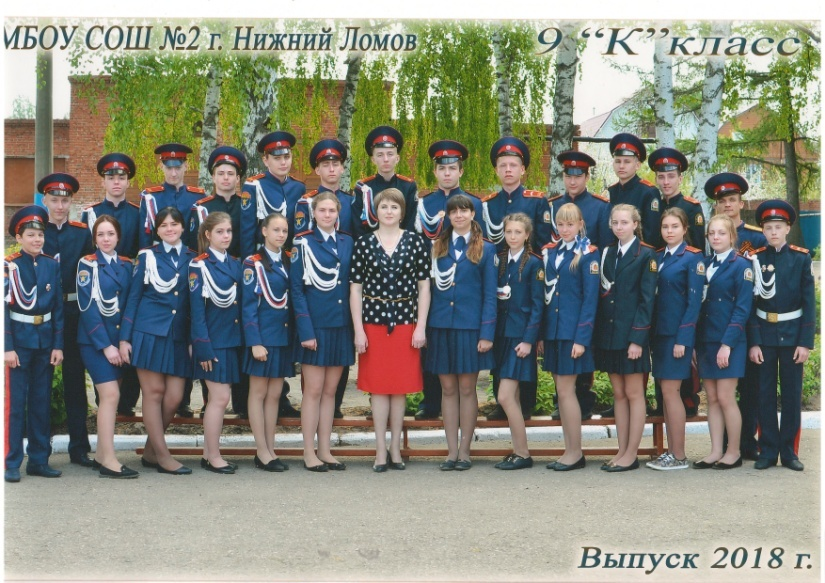 МБОУ СОШ №2 г. Нижний Ломов
9 "К" класс
Выпуск 2018 г.